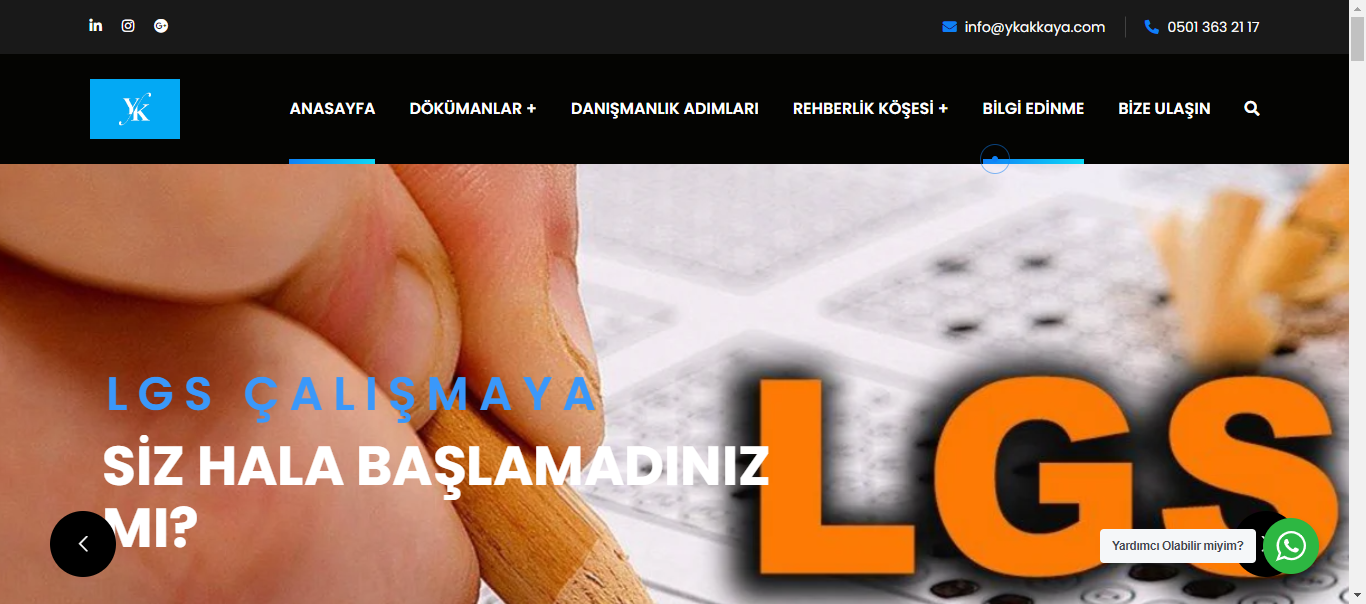 info@ykakkaya.com
0501 363 21 17
YK
ANASAYFA
DÖKÜMANLAR +
DANIŞMANLIK ADIMLARI
REHBERLİK KÖŞESİ +
BİLGİ EDİNME
BİZE ULAŞIN
LGS ÇALIŞMAYA
SİZ HALA BAŞLAMADINIZ
MI?
LGS
Yardımcı Olabilir miyim?